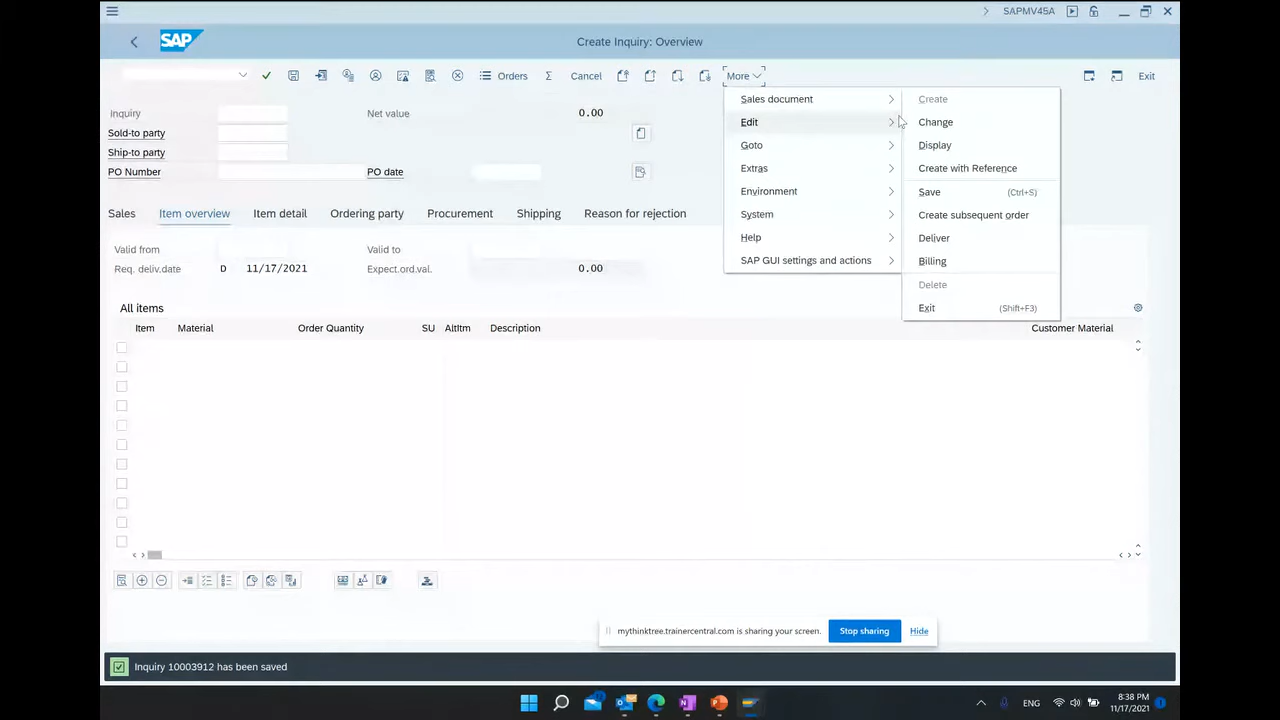 SAPMV45A
SAP
Create Inquiry: Overview
Orders
Cancel
More
Exit
Sales document
Edit
Goto
Extras
Environment
System
Help
SAP GUI settings and actions
Create
Change
Display
Create with Reference
Save (Ctrl+S)
Create subsequent order
Deliver
Billing
Delete
Exit (Shift+F3)
Inquiry Net value 0.00
Sold-to party
Ship-to party
PO Number PO date
Sales Item overview Item detail Ordering party Procurement Shipping Reason for rejection
Valid from Valid to
Req. deliv.date D 11/17/2021 Expect.ord.val. 0.00
All items
Item Material Order Quantity SU AltItm Description Customer Material
mythinktree.trainercentral.com is sharing your screen. Stop sharing Hide
Inquiry 10003912 has been saved
ENG
8:38 PM
11/17/2021